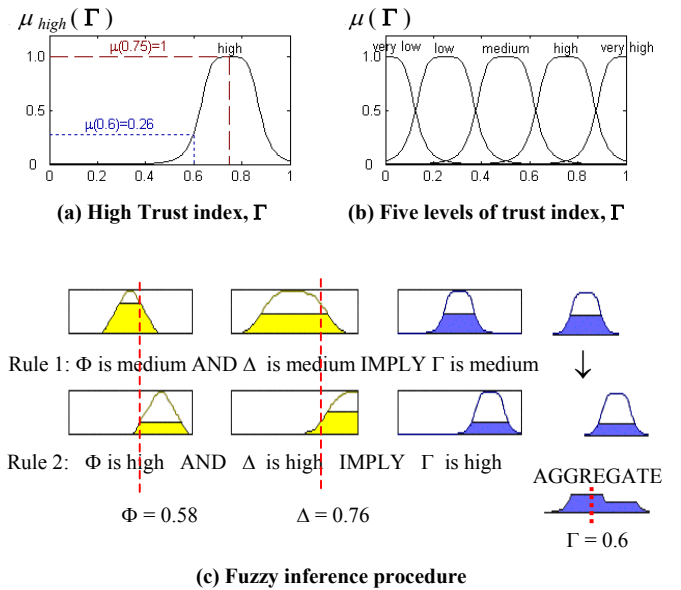 μ_high(Γ)
1.0
μ(0.75)=1
high
0.5
μ(0.6)=0.26
0
0 0.2 0.4 0.6 0.8 1
(a) High Trust index, Γ
μ(Γ)
very low low medium high very high
1.0
0.5
0
0 0.2 0.4 0.6 0.8 1
(b) Five levels of trust index, Γ
Rule 1: Φ is medium AND Δ is medium IMPLY Γ is medium
Rule 2: Φ is high AND Δ is high IMPLY Γ is high
AGGREGATE
Φ = 0.58
Δ = 0.76
Γ = 0.6
(c) Fuzzy inference procedure